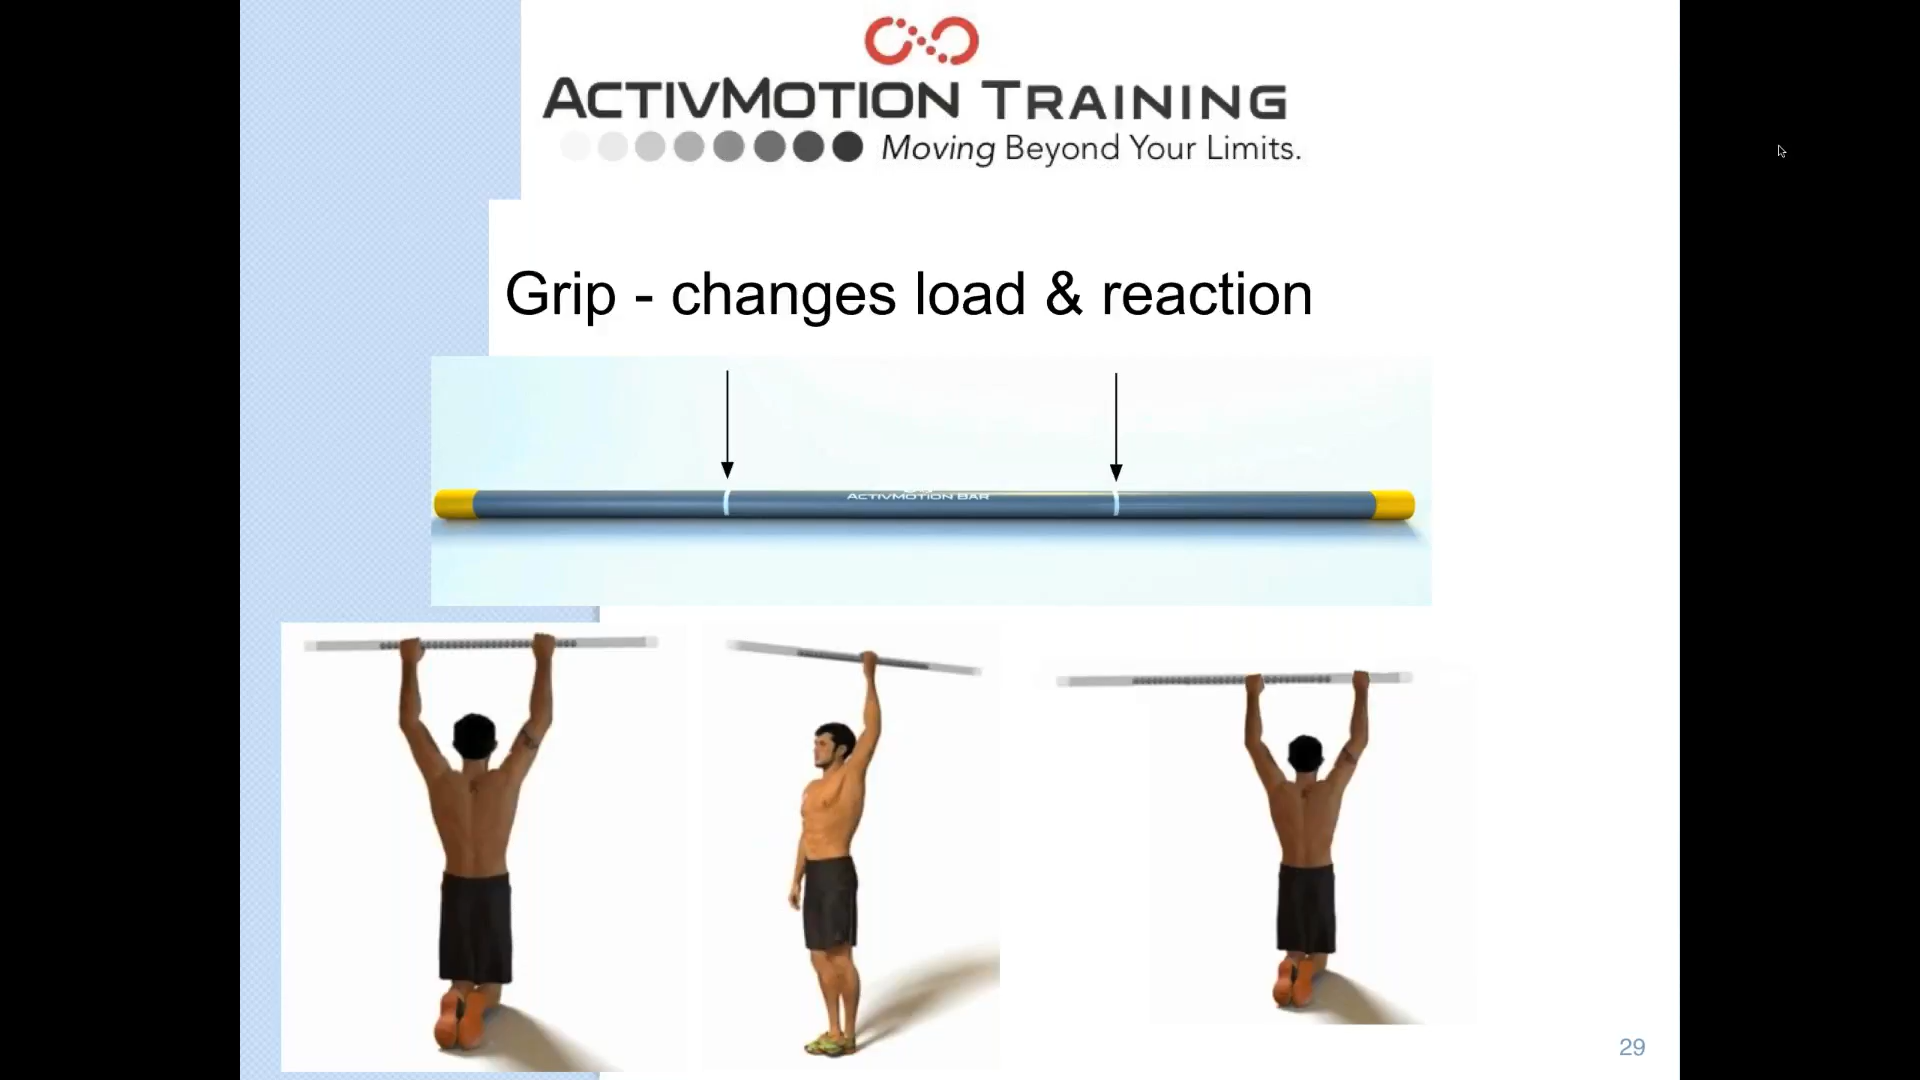 ACTIVMOTION TRAINING
Moving Beyond Your Limits.
Grip - changes load & reaction
ACTIVMOTION BAR
29